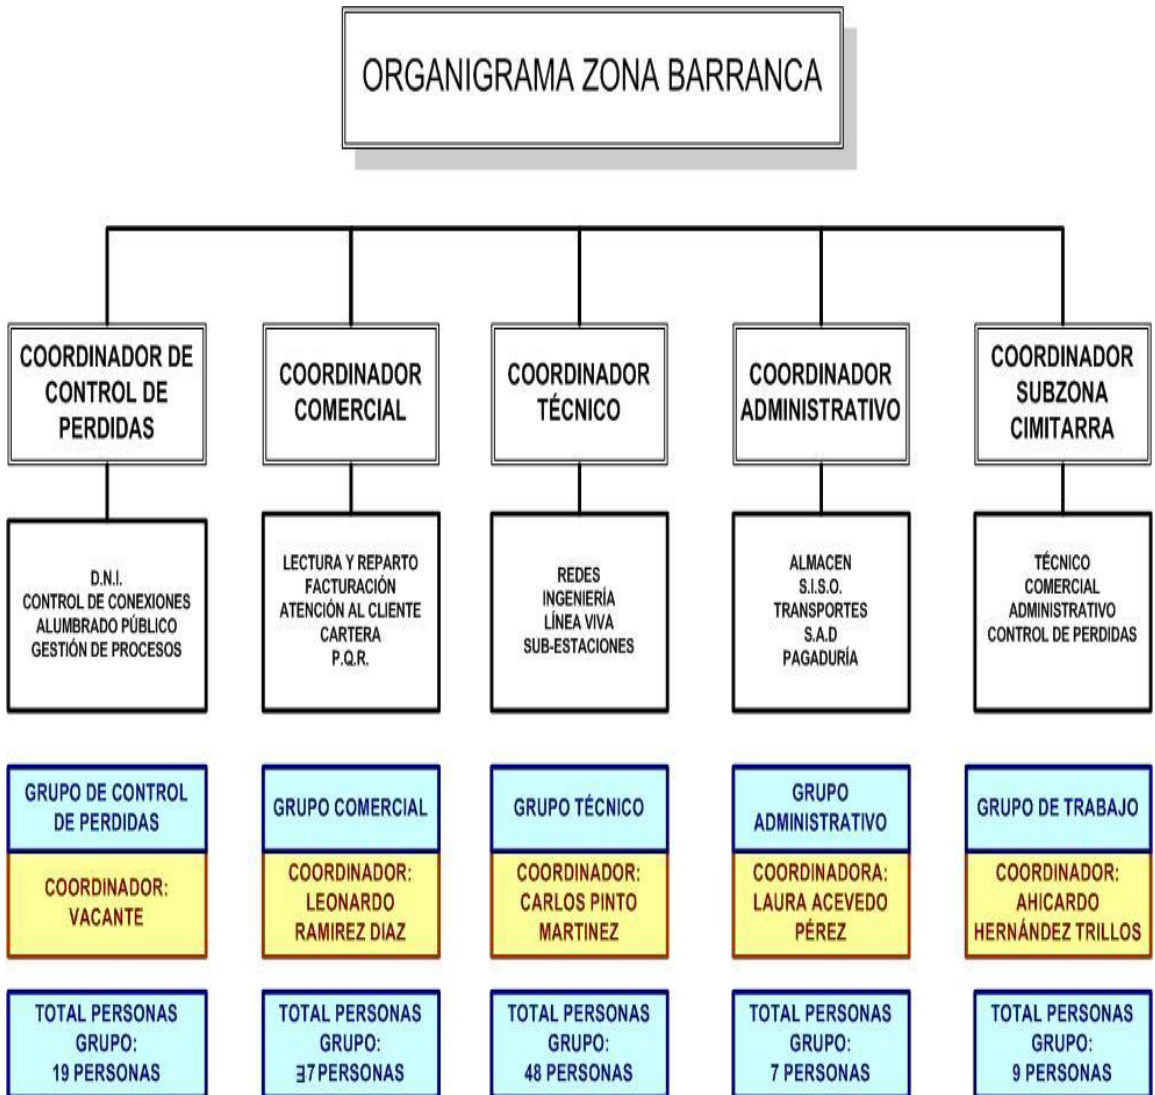 ORGANIGRAMA ZONA BARRANCA
COORDINADOR DE
CONTROL DE
PERDIDAS
COORDINADOR
COMERCIAL
COORDINADOR
TÉCNICO
COORDINADOR
ADMINISTRATIVO
COORDINADOR
SUBZONA
CIMITARRA
D.N.I.
CONTROL DE CONEXIONES
ALUMBRADO PÚBLICO
GESTIÓN DE PROCESOS
LECTURA Y REPARTO
FACTURACIÓN
ATENCIÓN AL CLIENTE
CARTERA
P.Q.R.
REDES
INGENIERÍA
LÍNEA VIVA
SUB-ESTACIONES
ALMACEN
S.I.S.O.
TRANSPORTES
S.A.D
PAGADURÍA
TÉCNICO
COMERCIAL
ADMINISTRATIVO
CONTROL DE PERDIDAS
GRUPO DE CONTROL
DE PERDIDAS
GRUPO COMERCIAL
GRUPO TÉCNICO
GRUPO
ADMINISTRATIVO
GRUPO DE TRABAJO
COORDINADOR:
VACANTE
COORDINADOR:
LEONARDO
RAMIREZ DIAZ
COORDINADOR:
CARLOS PINTO
MARTINEZ
COORDINADORA:
LAURA ACEVEDO
PÉREZ
COORDINADOR:
AHICARDO
HERNÁNDEZ TRILLOS
TOTAL PERSONAS
GRUPO:
19 PERSONAS
TOTAL PERSONAS
GRUPO:
37 PERSONAS
TOTAL PERSONAS
GRUPO:
48 PERSONAS
TOTAL PERSONAS
GRUPO:
7 PERSONAS
TOTAL PERSONAS
GRUPO:
9 PERSONAS